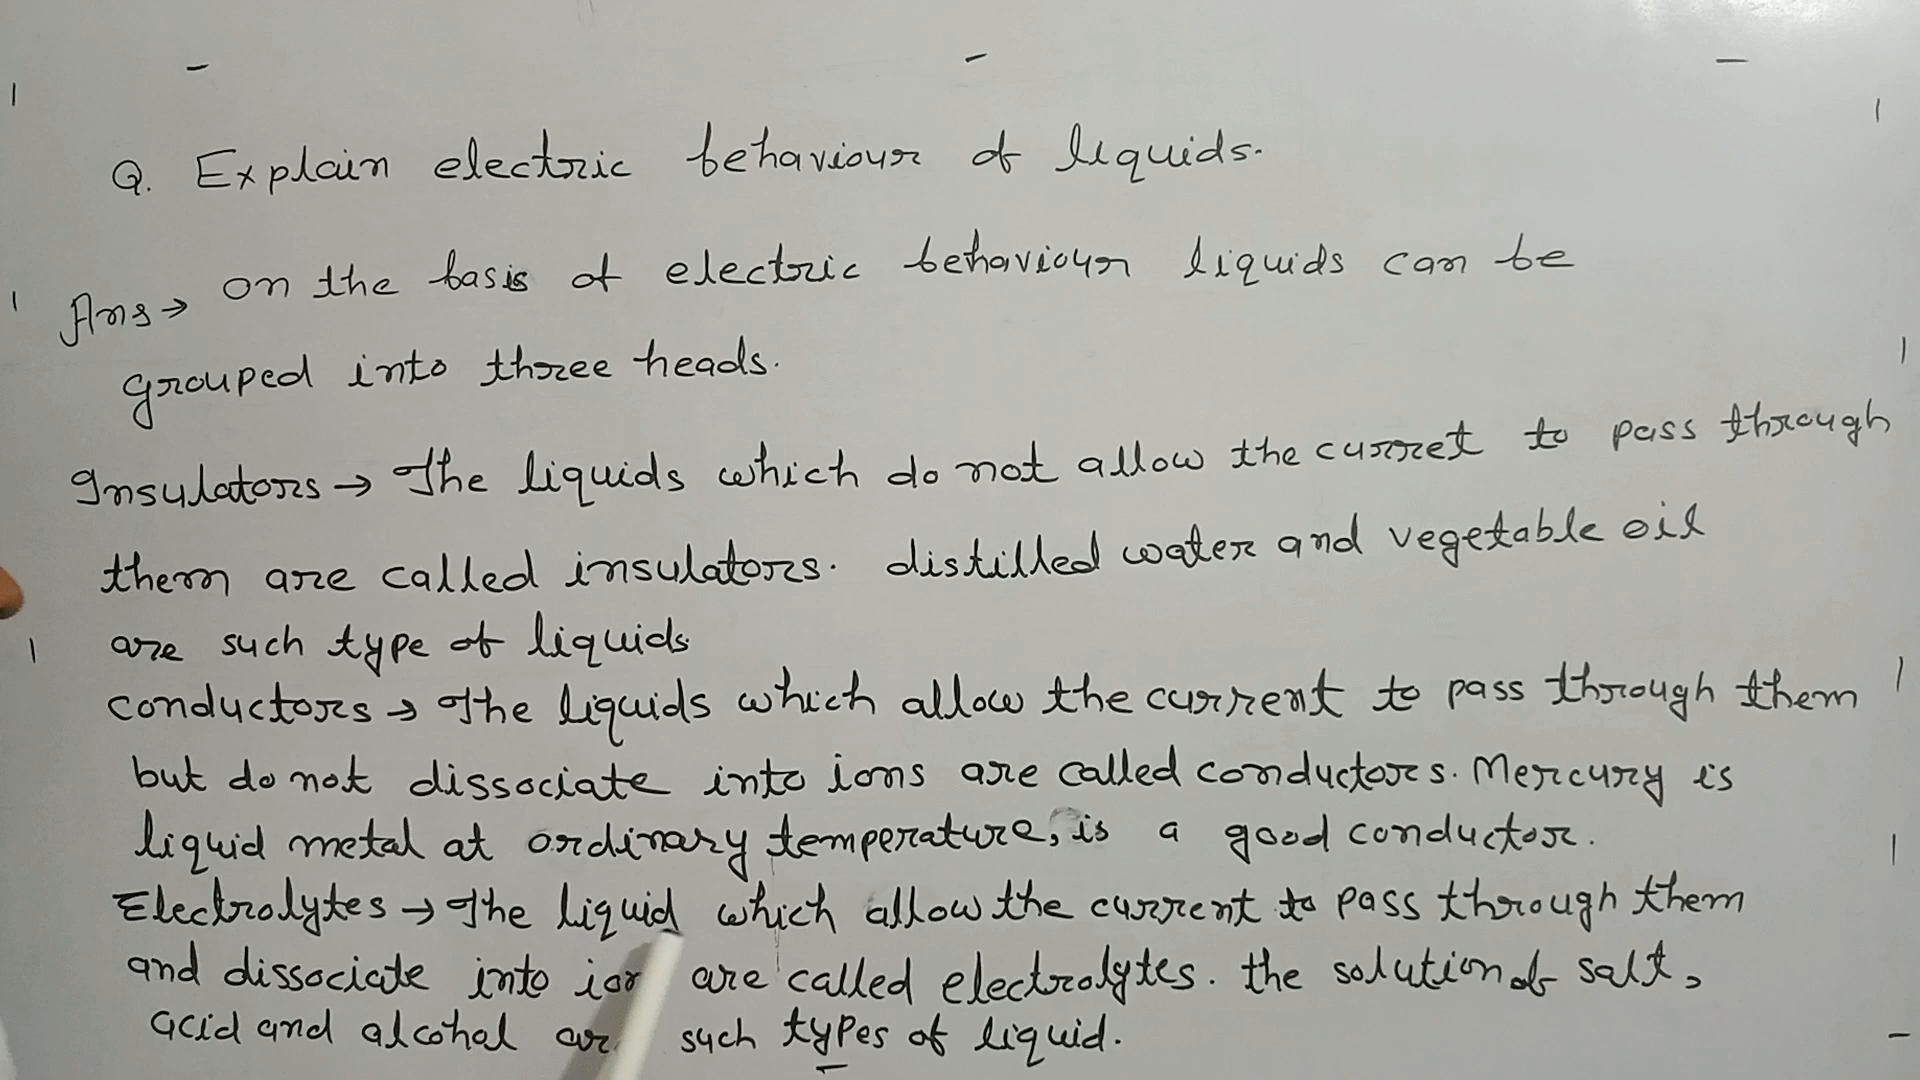 Q. Explain electric behaviour of liquids.
Ans → on the basis of electric behaviour liquids can be
grouped into three heads.
Insulators → The liquids which do not allow the curret to pass through
them are called insulators. distilled water and vegetable oil
are such type of liquids
conductors → The liquids which allow the current to pass through them
but do not dissociate into ions are called conductors. Mercury is
liquid metal at ordinary temperature, is a good conductor.
Electrolytes → The liquid which allow the current to pass through them
and dissociate into ion are called electrolytes. the solution of salt,
acid and alcohal are such types of liquid.